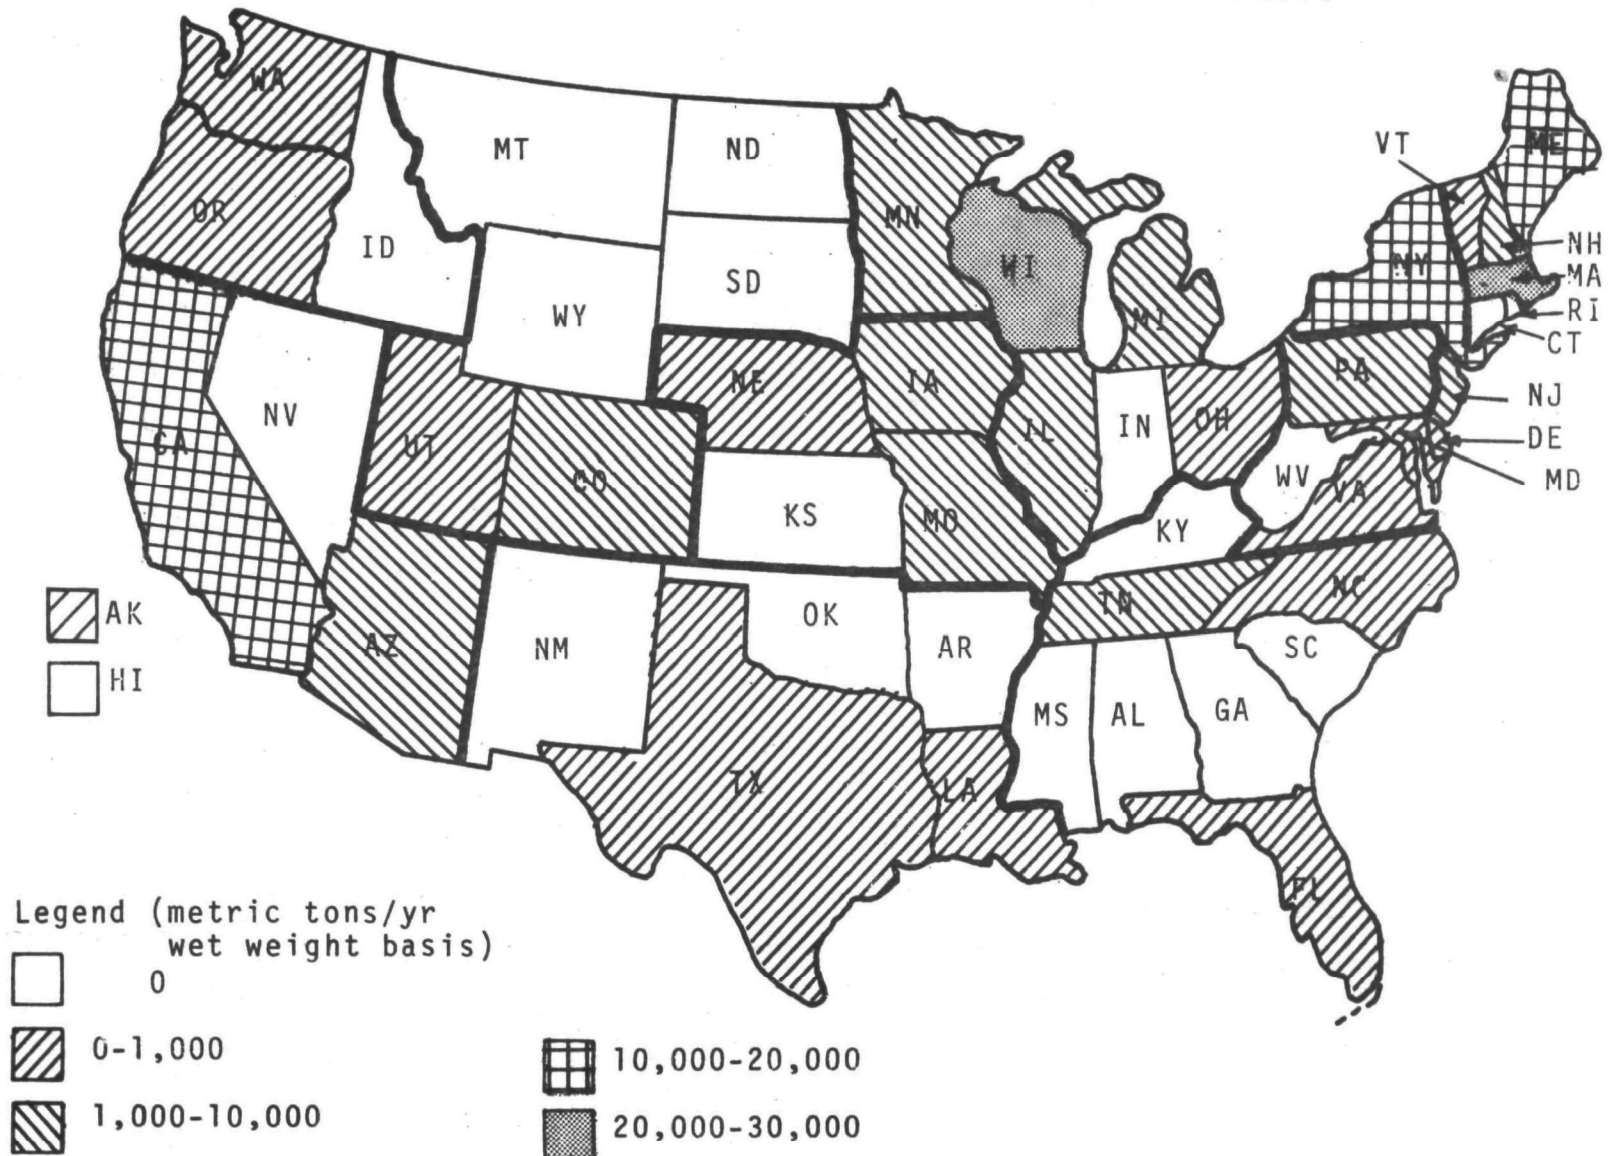 WA
MT
ND
MN
VT
ME
OR
ID
SD
WI
MI
NY
NH
MA
RI
CT
WY
NE
IA
PA
NJ
NV
UT
CO
IL
IN
OH
DE
MD
CA
KS
MO
WV
VA
KY
AK
HI
AZ
NM
OK
AR
TN
NC
SC
MS
AL
GA
TX
LA
FL
Legend (metric tons/yr
wet weight basis)
0
0-1,000
1,000-10,000
10,000-20,000
20,000-30,000